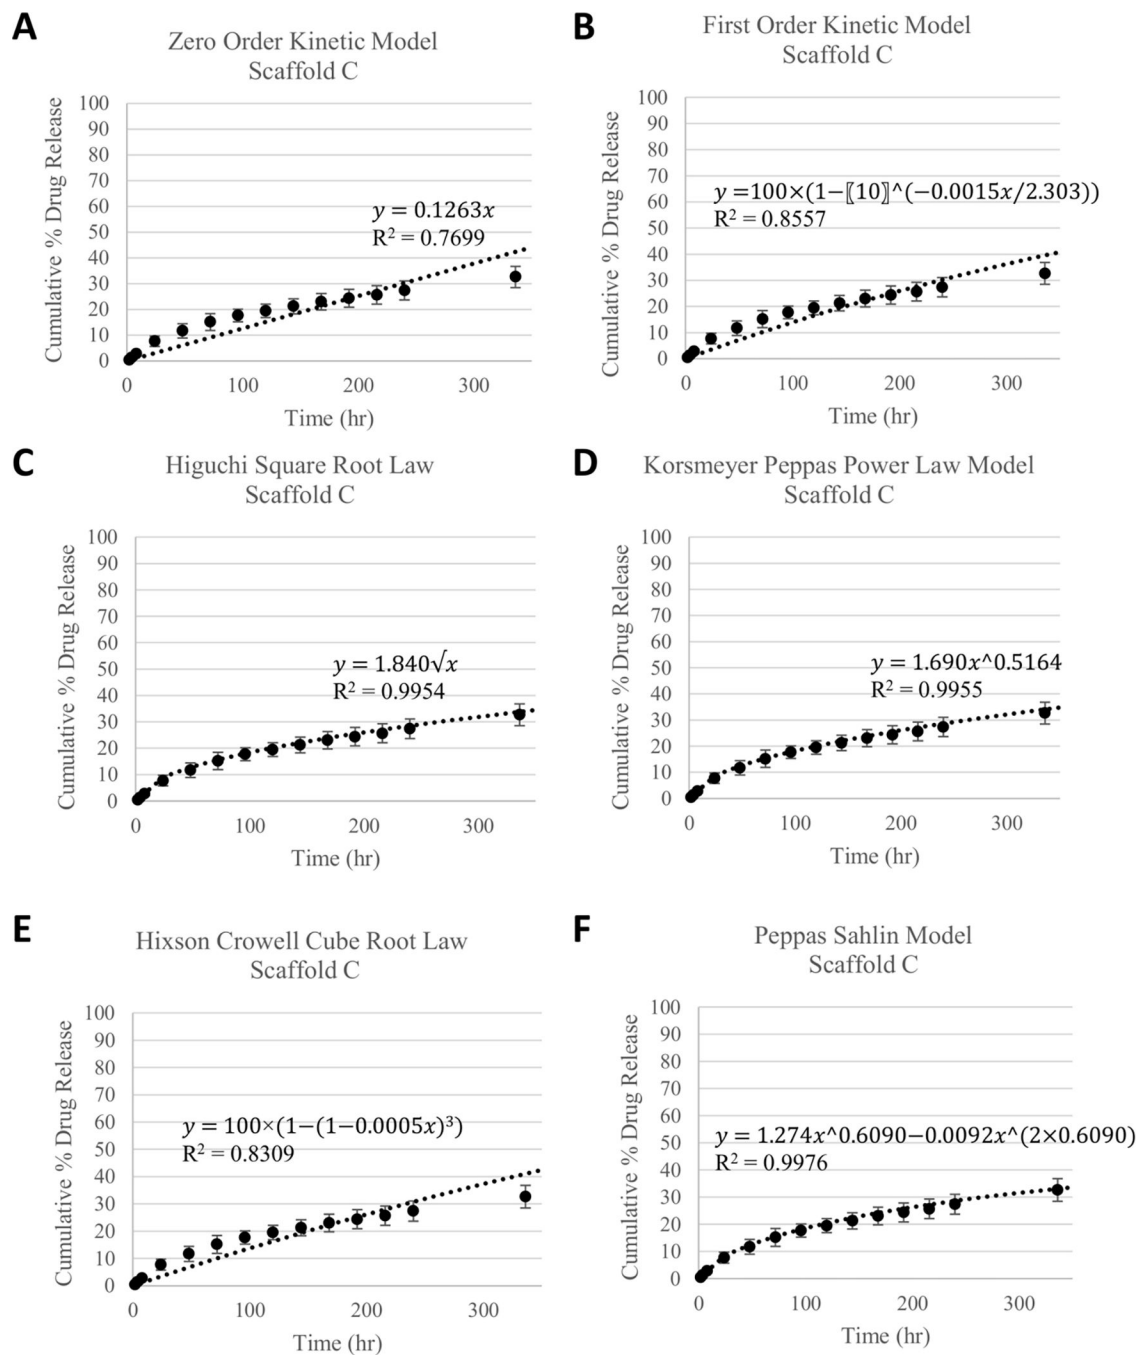 A
Zero Order Kinetic Model
Scaffold C
Cumulative % Drug Release
100
90
80
70
60
50
40
30
20
10
0
y = 0.1263x
R² = 0.7699
0 100 200 300
Time (hr)
B
First Order Kinetic Model
Scaffold C
Cumulative % Drug Release
100
90
80
70
60
50
40
30
20
10
0
y =100×(1−〖10〗^(−0.0015x/2.303))
R² = 0.8557
0 100 200 300
Time (hr)
C
Higuchi Square Root Law
Scaffold C
Cumulative % Drug Release
100
90
80
70
60
50
40
30
20
10
0
y = 1.840√x
R² = 0.9954
0 100 200 300
Time (hr)
D
Korsmeyer Peppas Power Law Model
Scaffold C
Cumulative % Drug Release
100
90
80
70
60
50
40
30
20
10
0
y = 1.690x^0.5164
R² = 0.9955
0 100 200 300
Time (hr)
E
Hixson Crowell Cube Root Law
Scaffold C
Cumulative % Drug Release
100
90
80
70
60
50
40
30
20
10
0
y = 100×(1−(1−0.0005x)³)
R² = 0.8309
0 100 200 300
Time (hr)
F
Peppas Sahlin Model
Scaffold C
Cumulative % Drug Release
100
90
80
70
60
50
40
30
20
10
0
y = 1.274x^0.6090−0.0092x^(2×0.6090)
R² = 0.9976
0 100 200 300
Time (hr)